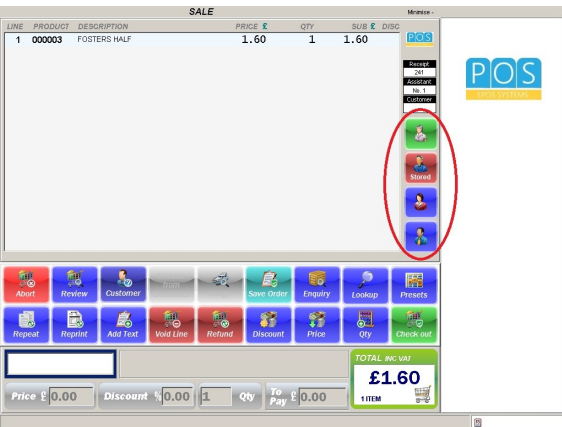 SALE
Minimise -
LINE PRODUCT DESCRIPTION PRICE £ QTY SUB £ DISC
1 000003 FOSTERS HALF 1.60 1 1.60
POS
Receipt
241
Assistant
No. 1
Customer
POS
EPOS SYSTEMS
Stored
Abort Review Customer Save Order Enquiry Lookup Presets
Repeat Reprint Add Text Void Line Refund Discount Price Qty Check out
TOTAL INC VAT
£1.60
1 ITEM
Price £ 0.00 Discount % 0.00 1 Qty To Pay £ 0.00